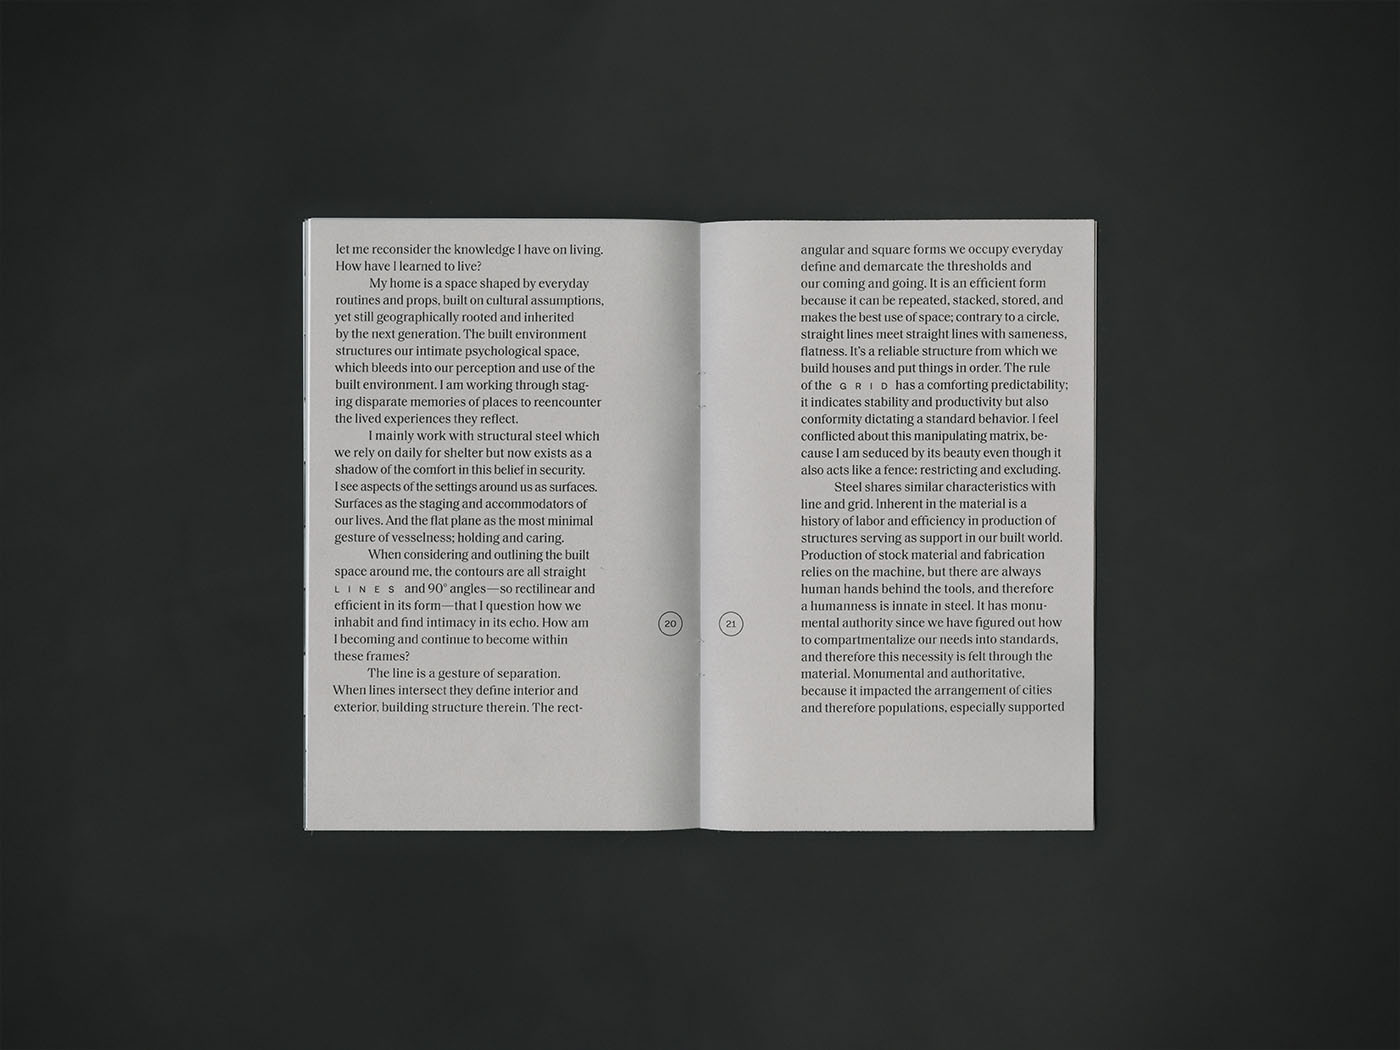 let me reconsider the knowledge I have on living.
How have I learned to live?
My home is a space shaped by everyday
routines and props, built on cultural assumptions,
yet still geographically rooted and inherited
by the next generation. The built environment
structures our intimate psychological space,
which bleeds into our perception and use of the
built environment. I am working through stag-
ing disparate memories of places to reencounter
the lived experiences they reflect.
I mainly work with structural steel which
we rely on daily for shelter but now exists as a
shadow of the comfort in this belief in security.
I see aspects of the settings around us as surfaces.
Surfaces as the staging and accommodators of
our lives. And the flat plane as the most minimal
gesture of vesselness; holding and caring.
When considering and outlining the built
space around me, the contours are all straight
LINES and 90° angles—so rectilinear and
efficient in its form—that I question how we
inhabit and find intimacy in its echo. How am
I becoming and continue to become within
these frames?
The line is a gesture of separation.
When lines intersect they define interior and
exterior, building structure therein. The rect-
20
21
angular and square forms we occupy everyday
define and demarcate the thresholds and
our coming and going. It is an efficient form
because it can be repeated, stacked, stored, and
makes the best use of space; contrary to a circle,
straight lines meet straight lines with sameness,
flatness. It's a reliable structure from which we
build houses and put things in order. The rule
of the GRID has a comforting predictability;
it indicates stability and productivity but also
conformity dictating a standard behavior. I feel
conflicted about this manipulating matrix, be-
cause I am seduced by its beauty even though it
also acts like a fence: restricting and excluding.
Steel shares similar characteristics with
line and grid. Inherent in the material is a
history of labor and efficiency in production of
structures serving as support in our built world.
Production of stock material and fabrication
relies on the machine, but there are always
human hands behind the tools, and therefore
a humanness is innate in steel. It has monu-
mental authority since we have figured out how
to compartmentalize our needs into standards,
and therefore this necessity is felt through the
material. Monumental and authoritative,
because it impacted the arrangement of cities
and therefore populations, especially supported